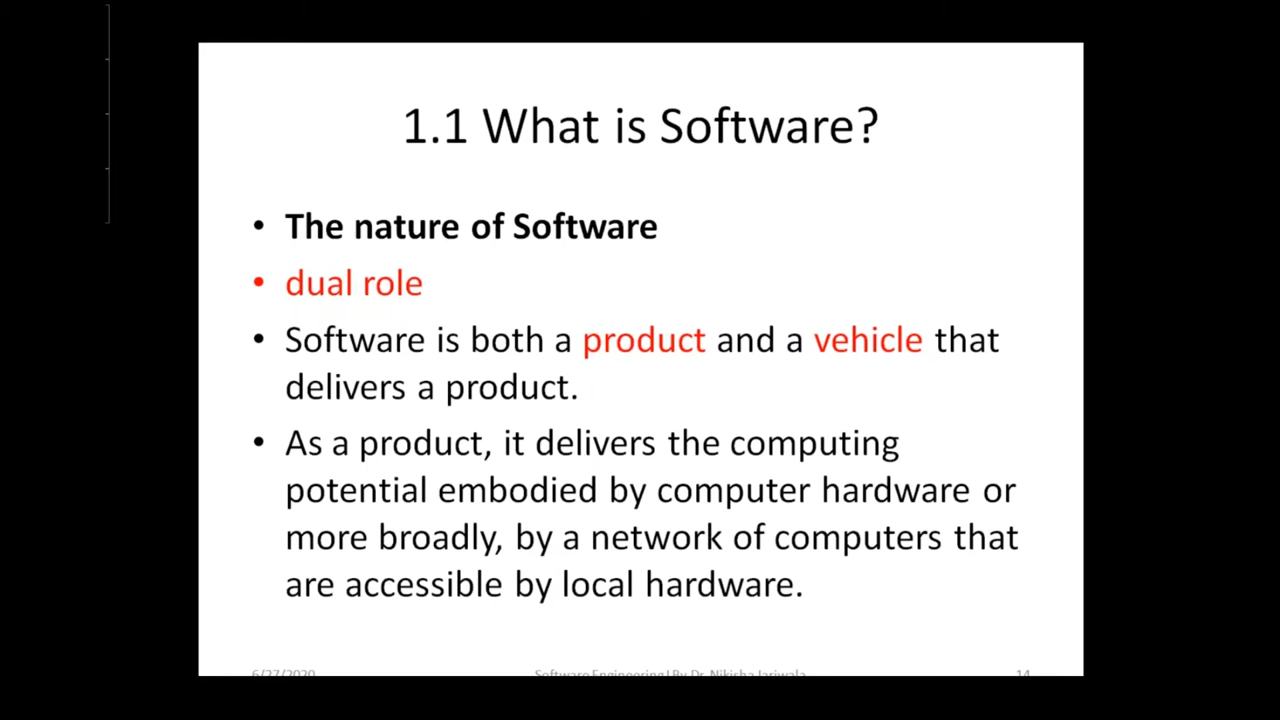 1.1 What is Software?
• The nature of Software
• dual role
• Software is both a product and a vehicle that
delivers a product.
• As a product, it delivers the computing
potential embodied by computer hardware or
more broadly, by a network of computers that
are accessible by local hardware.
6/27/2020 Software Engineering | By Dr. Nikisha Jariwala 14